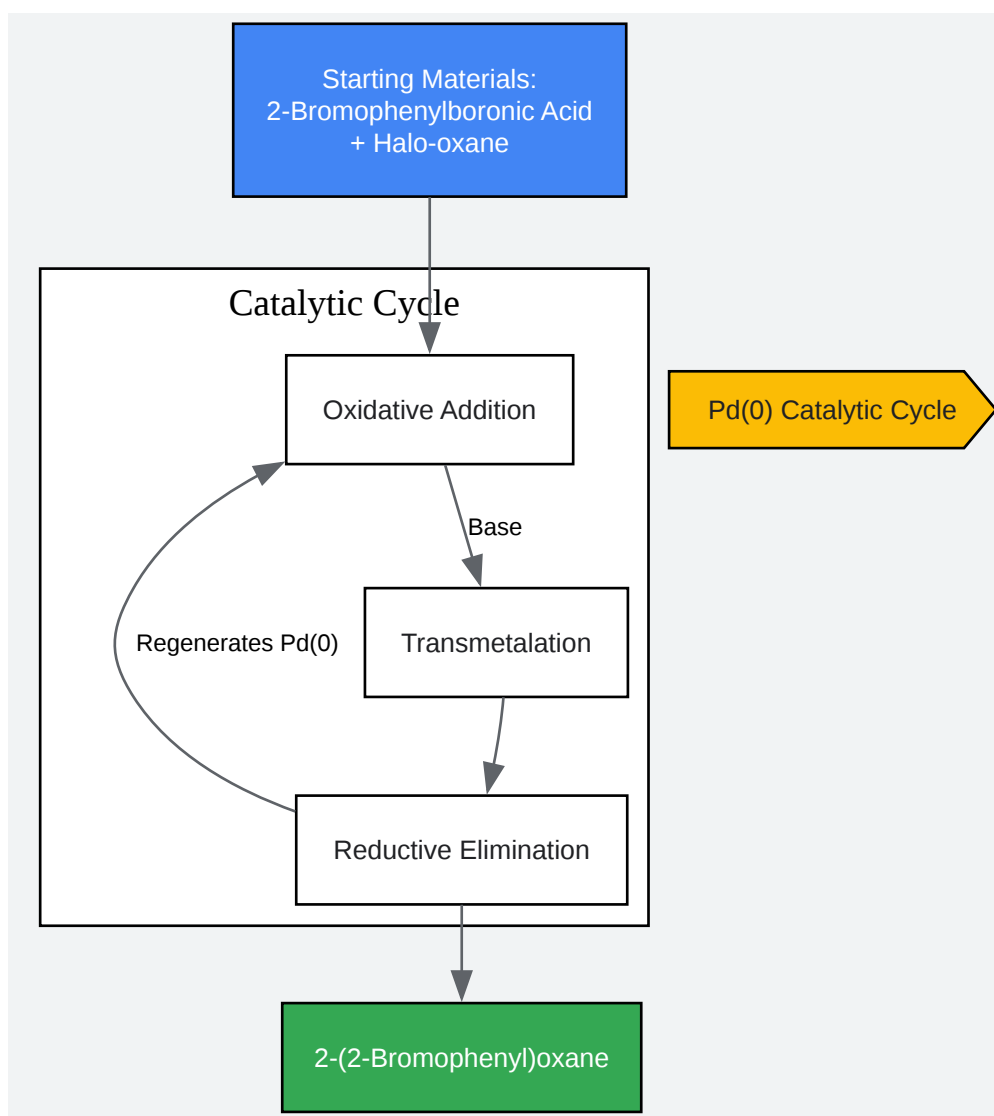 Starting Materials:
2-Bromophenylboronic Acid
+ Halo-oxane
Catalytic Cycle
Oxidative Addition
Pd(0) Catalytic Cycle
Base
Transmetalation
Regenerates Pd(0)
Reductive Elimination
2-(2-Bromophenyl)oxane